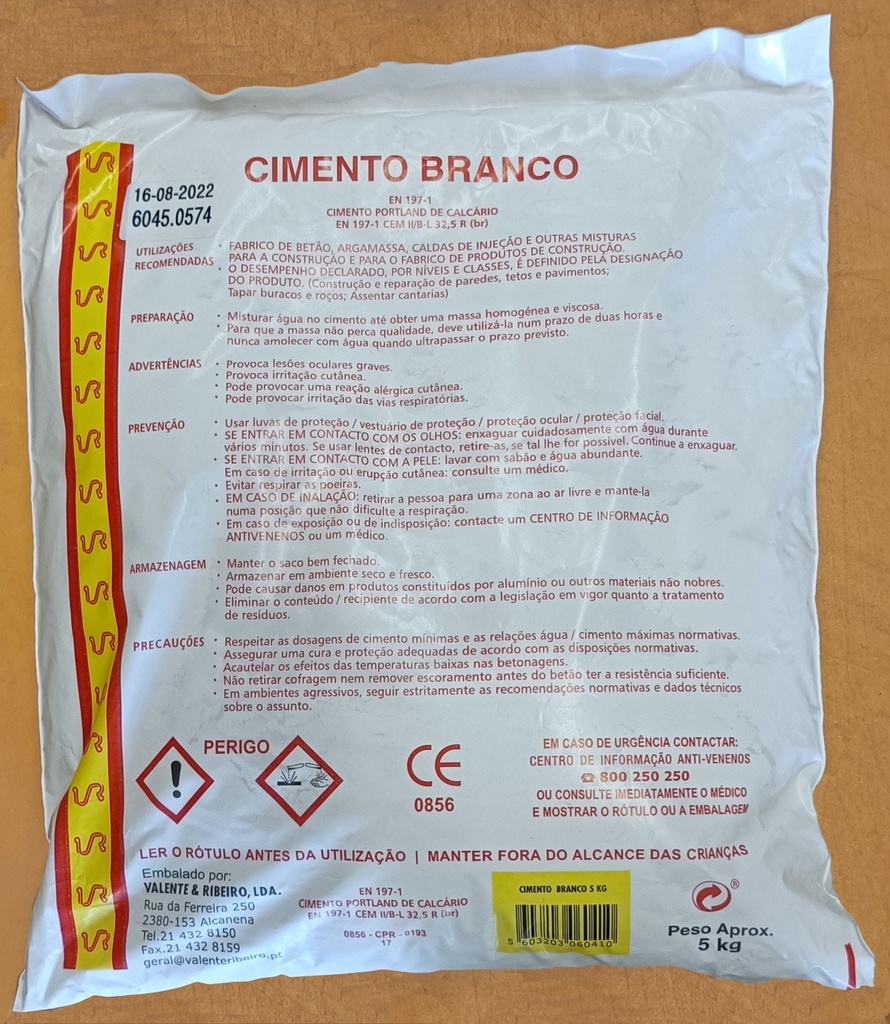 CIMENTO BRANCO
EN 197-1
CIMENTO PORTLAND DE CALCÁRIO
EN 197-1 CEM II/B-L 32,5 R (br)
16-08-2022
6045.0574
UTILIZAÇÕES
RECOMENDADAS
· FABRICO DE BETÃO, ARGAMASSA, CALDAS DE INJEÇÃO E OUTRAS MISTURAS
PARA A CONSTRUÇÃO E PARA O FABRICO DE PRODUTOS DE CONSTRUÇÃO.
· O DESEMPENHO DECLARADO, POR NÍVEIS E CLASSES, É DEFINIDO PELA DESIGNAÇÃO
DO PRODUTO. (Construção e reparação de paredes, tetos e pavimentos;
Tapar buracos e roços; Assentar cantarias)
PREPARAÇÃO
· Misturar água no cimento até obter uma massa homogénea e viscosa.
· Para que a massa não perca qualidade, deve utilizá-la num prazo de duas horas e
nunca amolecer com água quando ultrapassar o prazo previsto.
ADVERTÊNCIAS
· Provoca lesões oculares graves.
· Provoca irritação cutânea.
· Pode provocar uma reação alérgica cutânea.
· Pode provocar irritação das vias respiratórias.
PREVENÇÃO
· Usar luvas de proteção / vestuário de proteção / proteção ocular / proteção facial.
· SE ENTRAR EM CONTACTO COM OS OLHOS: enxaguar cuidadosamente com água durante
vários minutos. Se usar lentes de contacto, retire-as, se tal lhe for possível. Continue a enxaguar.
· SE ENTRAR EM CONTACTO COM A PELE: lavar com sabão e água abundante.
Em caso de irritação ou erupção cutânea: consulte um médico.
· Evitar respirar as poeiras.
· EM CASO DE INALAÇÃO: retirar a pessoa para uma zona ao ar livre e mante-la
numa posição que não dificulte a respiração.
· Em caso de exposição ou de indisposição: contacte um CENTRO DE INFORMAÇÃO
ANTIVENENOS ou um médico.
ARMAZENAGEM
· Manter o saco bem fechado.
· Armazenar em ambiente seco e fresco.
· Pode causar danos em produtos constituídos por alumínio ou outros materiais não nobres.
· Eliminar o conteúdo / recipiente de acordo com a legislação em vigor quanto a tratamento
de resíduos.
PRECAUÇÕES
· Respeitar as dosagens de cimento mínimas e as relações água / cimento máximas normativas.
· Assegurar uma cura e proteção adequadas de acordo com as disposições normativas.
· Acautelar os efeitos das temperaturas baixas nas betonagens.
· Não retirar cofragem nem remover escoramento antes do betão ter a resistência suficiente.
· Em ambientes agressivos, seguir estritamente as recomendações normativas e dados técnicos
sobre o assunto.
PERIGO
CE
0856
EM CASO DE URGÊNCIA CONTACTAR:
CENTRO DE INFORMAÇÃO ANTI-VENENOS
☎ 800 250 250
OU CONSULTE IMEDIATAMENTE O MÉDICO
E MOSTRAR O RÓTULO OU A EMBALAGEM
LER O RÓTULO ANTES DA UTILIZAÇÃO | MANTER FORA DO ALCANCE DAS CRIANÇAS
Embalado por:
VALENTE & RIBEIRO, LDA.
Rua da Ferreira 250
2380-153 Alcanena
Tel.21 432 8150
Fax.21 432 8159
geral@valenteribeiro.pt
EN 197-1
CIMENTO PORTLAND DE CALCÁRIO
EN 197-1 CEM II/B-L 32,5 R (br)
0856 - CPR - 0193
17
CIMENTO BRANCO 5 KG
5 603203 060410
®
Peso Aprox.
5 kg